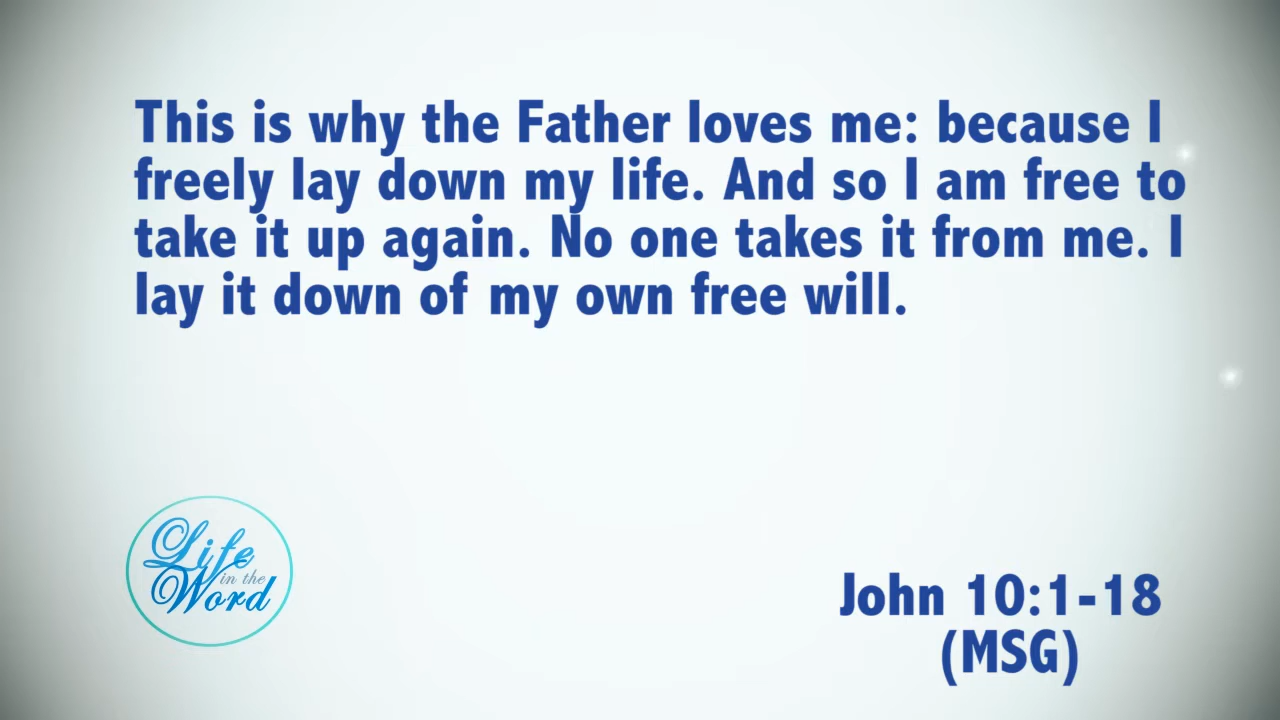 This is why the Father loves me: because I
freely lay down my life. And so I am free to
take it up again. No one takes it from me. I
lay it down of my own free will.
Life
in the
Word
John 10:1-18
(MSG)